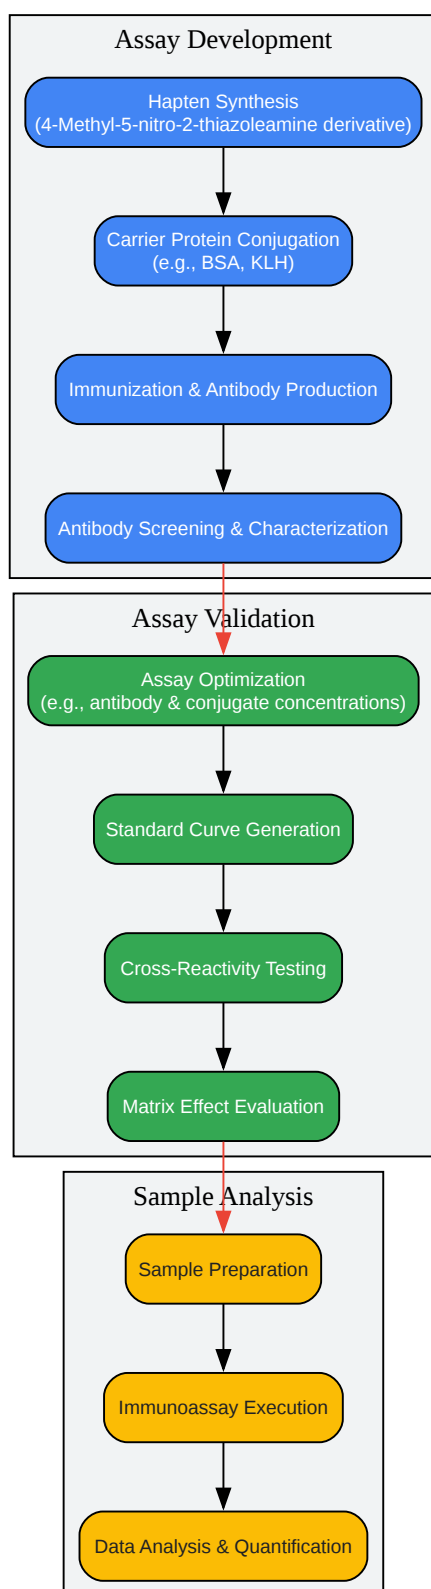 Assay Development
Hapten Synthesis
(4-Methyl-5-nitro-2-thiazoleamine derivative)
Carrier Protein Conjugation
(e.g., BSA, KLH)
Immunization & Antibody Production
Antibody Screening & Characterization
Assay Validation
Assay Optimization
(e.g., antibody & conjugate concentrations)
Standard Curve Generation
Cross-Reactivity Testing
Matrix Effect Evaluation
Sample Analysis
Sample Preparation
Immunoassay Execution
Data Analysis & Quantification